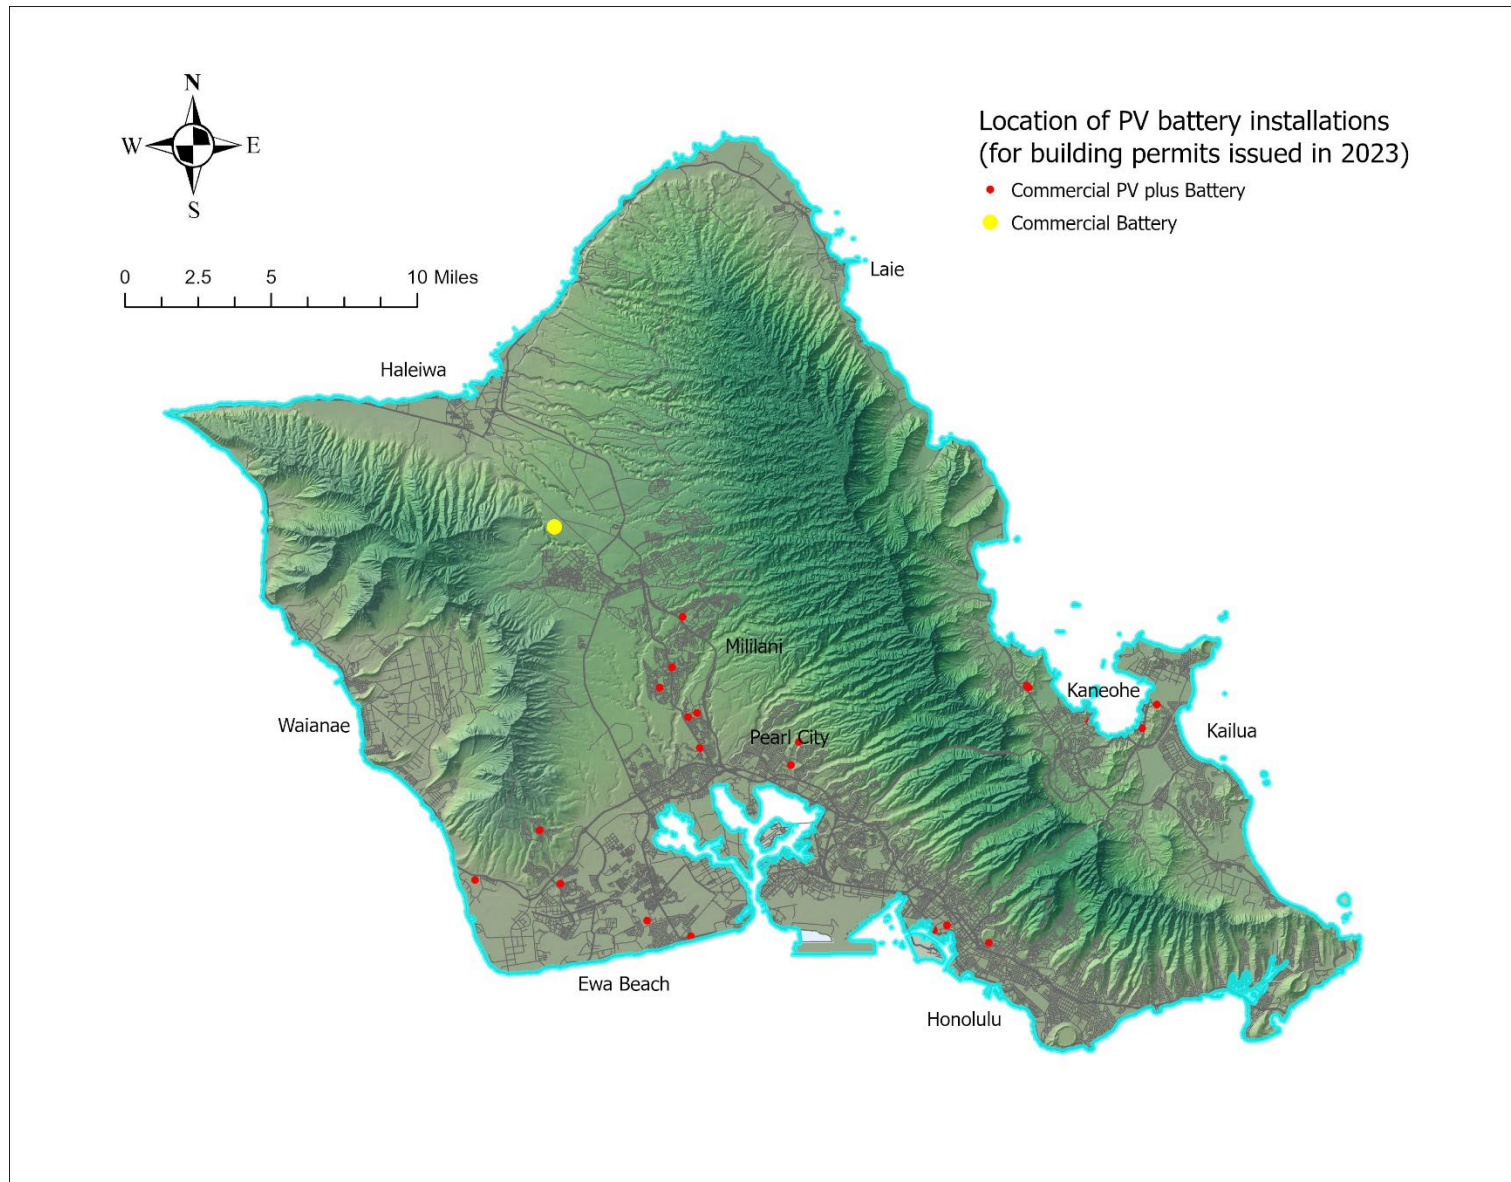 N
W E
S
Location of PV battery installations
(for building permits issued in 2023)
Commercial PV plus Battery
Commercial Battery
0 2.5 5 10 Miles
Laie
Haleiwa
Mililani
Kaneohe
Waianae
Pearl City
Kailua
Ewa Beach
Honolulu